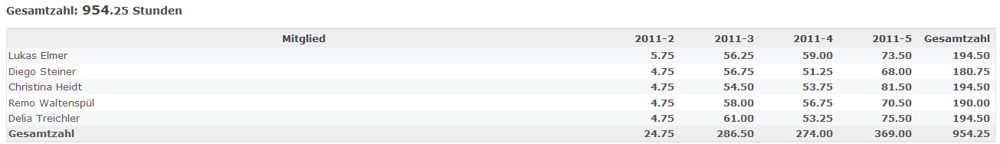 Gesamtzahl: 954.25 Stunden
Mitglied 2011-2 2011-3 2011-4 2011-5 Gesamtzahl
Lukas Elmer 5.75 56.25 59.00 73.50 194.50
Diego Steiner 4.75 56.75 51.25 68.00 180.75
Christina Heidt 4.75 54.50 53.75 81.50 194.50
Remo Waltenspül 4.75 58.00 56.75 70.50 190.00
Delia Treichler 4.75 61.00 53.25 75.50 194.50
Gesamtzahl 24.75 286.50 274.00 369.00 954.25